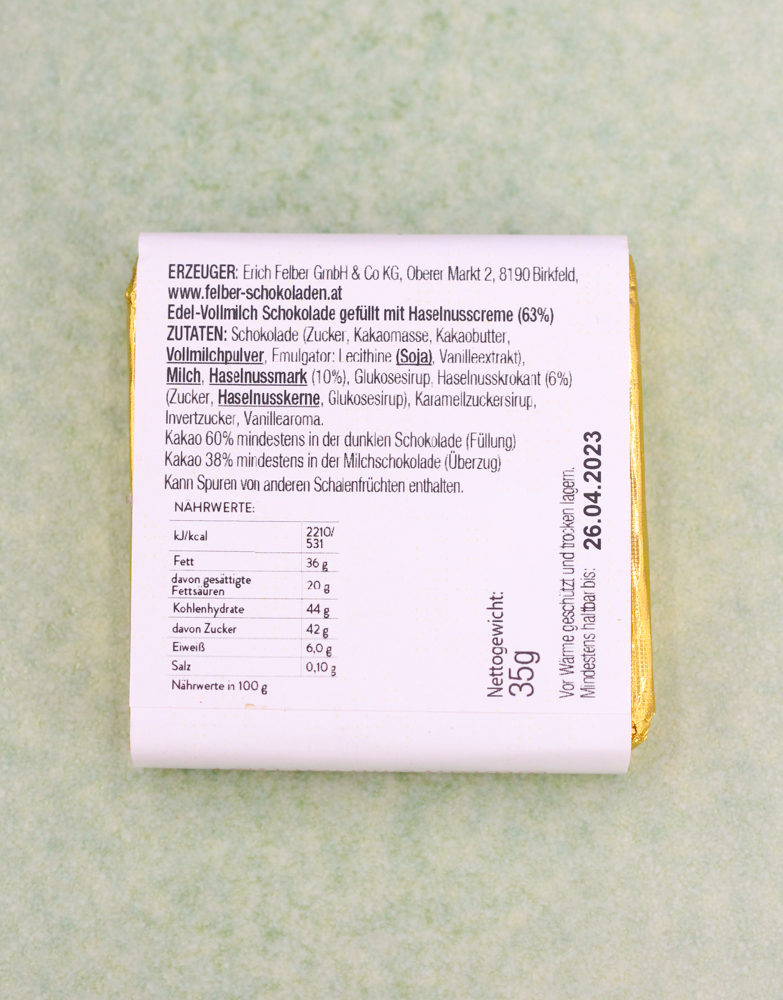 ERZEUGER: Erich Felber GmbH & Co KG, Oberer Markt 2, 8190 Birkfeld,
www.felber-schokoladen.at
Edel-Vollmilch Schokolade gefüllt mit Haselnusscreme (63%)
ZUTATEN: Schokolade (Zucker, Kakaomasse, Kakaobutter,
Vollmilchpulver, Emulgator: Lecithine (Soja), Vanilleextrakt),
Milch, Haselnussmark (10%), Glukosesirup, Haselnusskrokant (6%)
(Zucker, Haselnusskerne, Glukosesirup), Karamellzuckersirup,
Invertzucker, Vanillearoma.
Kakao 60% mindestens in der dunklen Schokolade (Füllung)
Kakao 38% mindestens in der Milchschokolade (Überzug)
Kann Spuren von anderen Schalenfrüchten enthalten.
NÄHRWERTE:
kJ/kcal 2210/
531
Fett 36 g
davon gesättigte
Fettsäuren 20 g
Kohlenhydrate 44 g
davon Zucker 42 g
Eiweiß 6,0 g
Salz 0,10 g
Nährwerte in 100 g
Nettogewicht:
35g
Vor Wärme geschützt und trocken lagern.
Mindestens haltbar bis: 26.04.2023